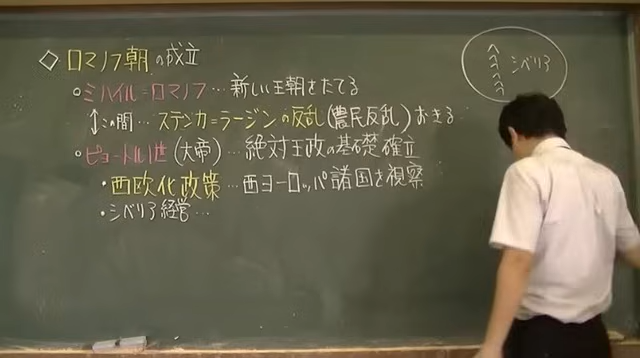 ◇ロマノフ朝の成立
○ミハイル=ロマノフ…新しい王朝をたてる
↕この間…ステンカ=ラージンの反乱(農民反乱)おきる
○ピョートル1世(大帝)…絶対王政の基礎確立
・西欧化政策…西ヨーロッパ諸国を視察
・シベリア経営…
シベリア